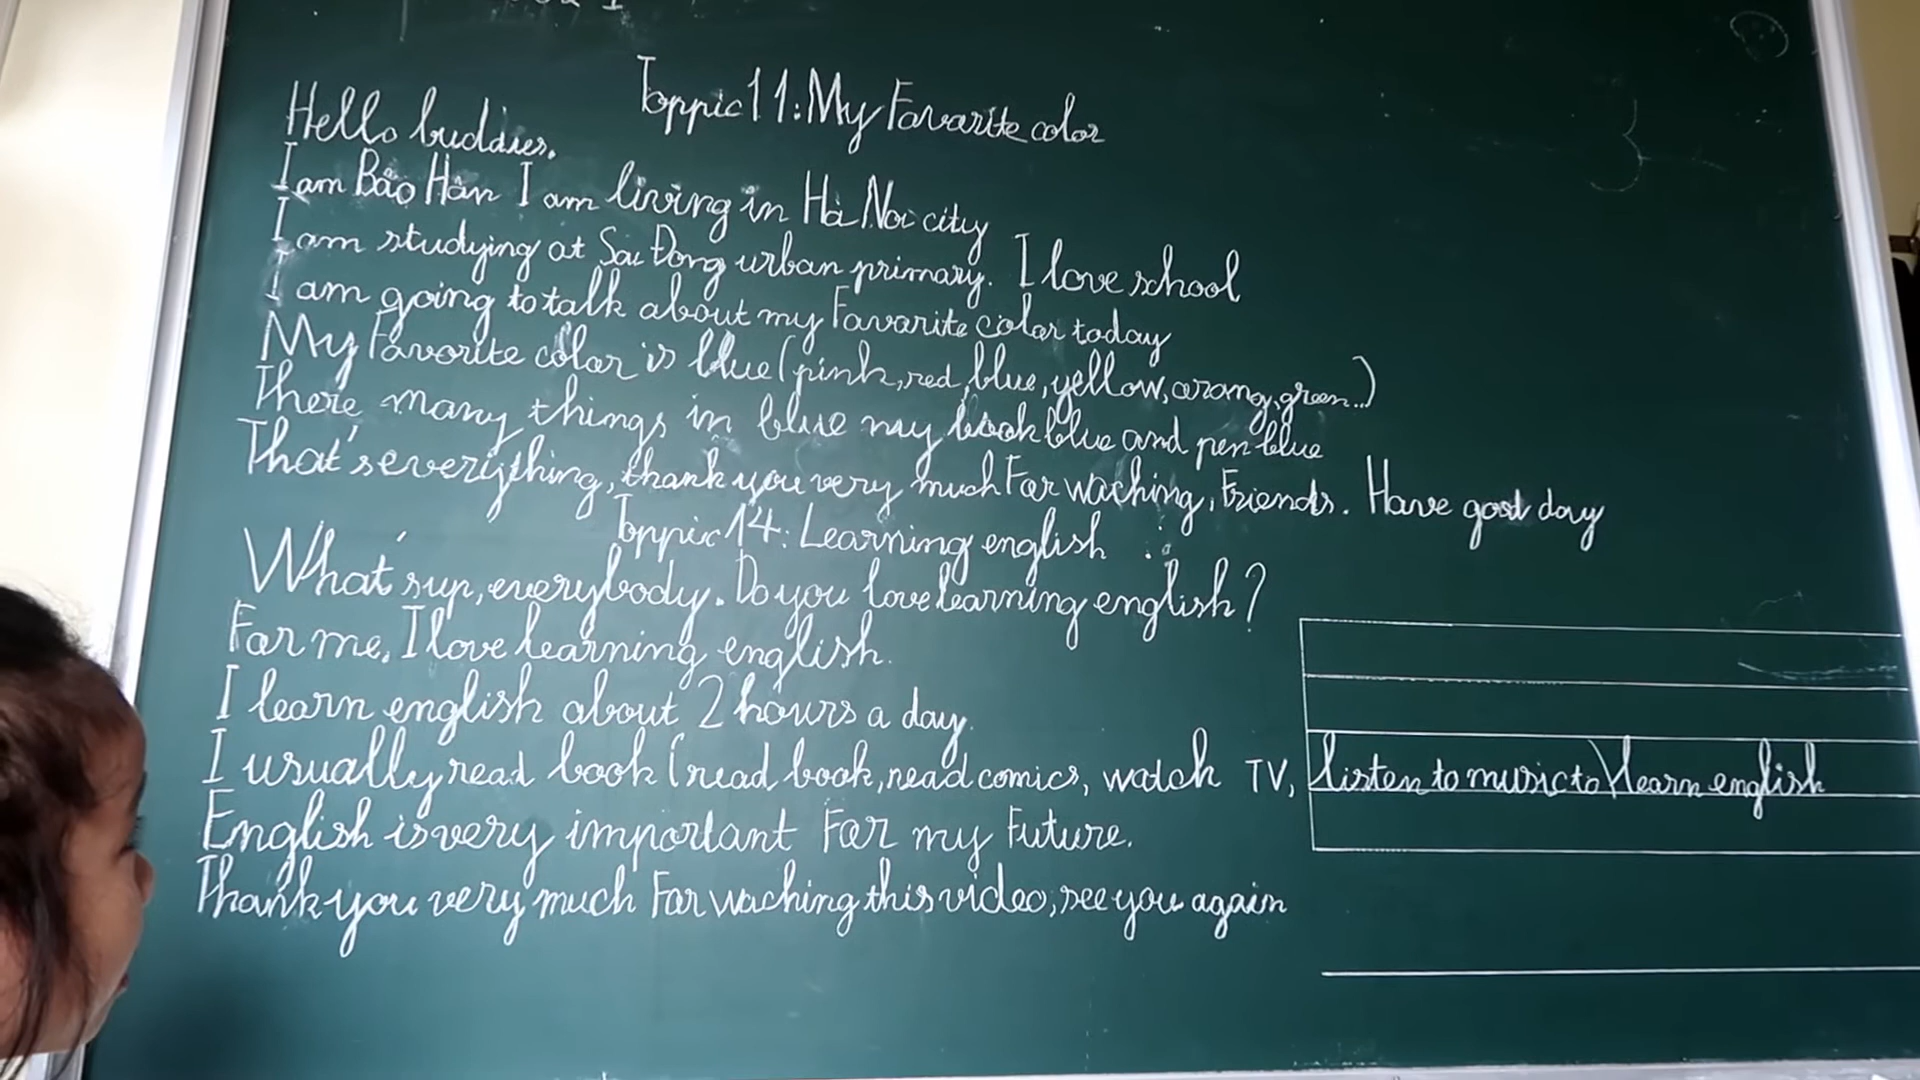 Toppic 11: My Favarite color
Hello buddies.
I am Bảo Hân I am living in Hà Noi city
I am studying at Sai Đong urban primary. I love school
I am going to talk about my Favarite color today
My Favorite color is blue (pink, red, blue, yellow, orang, green...)
There many things in blue my book blue and pen blue
That's everything, thank you very much For waching, Friends. Have good day
Toppic 14: Learning english
What's up, everybody. Do you love learning english?
For me, I love learning english.
I learn english about 2 hours a day.
I usually read book (read book, read comics, watch TV, listen to music to) learn english
English is very important For my Future.
Thank you very much For waching this video, see you again